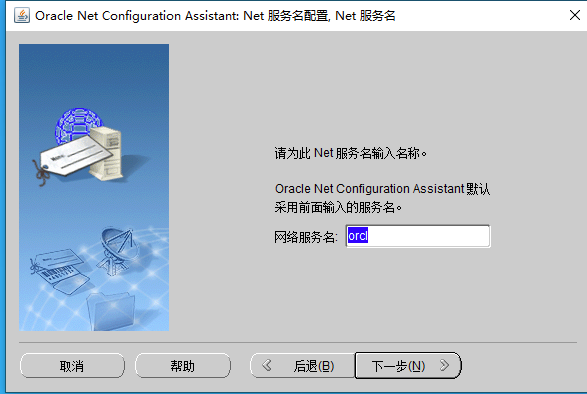 Oracle Net Configuration Assistant: Net 服务名配置, Net 服务名
请为此 Net 服务名输入名称。
Oracle Net Configuration Assistant 默认
采用前面输入的服务名。
网络服务名: orcl
取消 帮助 后退(B) 下一步(N)